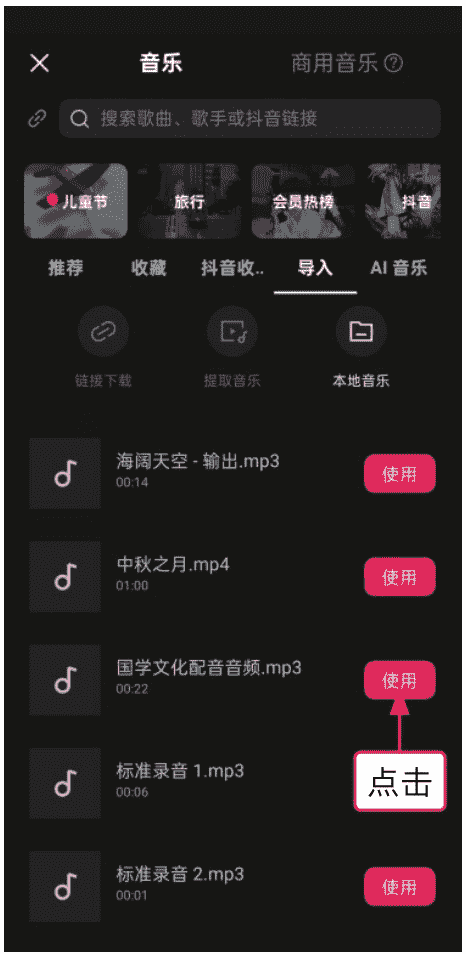 音乐 商用音乐
搜索歌曲、歌手或抖音链接
儿童节 旅行 会员热榜 抖音
推荐 收藏 抖音收.. 导入 AI 音乐
链接下载 提取音乐 本地音乐
海阔天空 - 输出.mp3
00:14
使用
中秋之月.mp4
01:00
使用
国学文化配音音频.mp3
00:22
使用
标准录音 1.mp3
00:06
点击
标准录音 2.mp3
00:01
使用